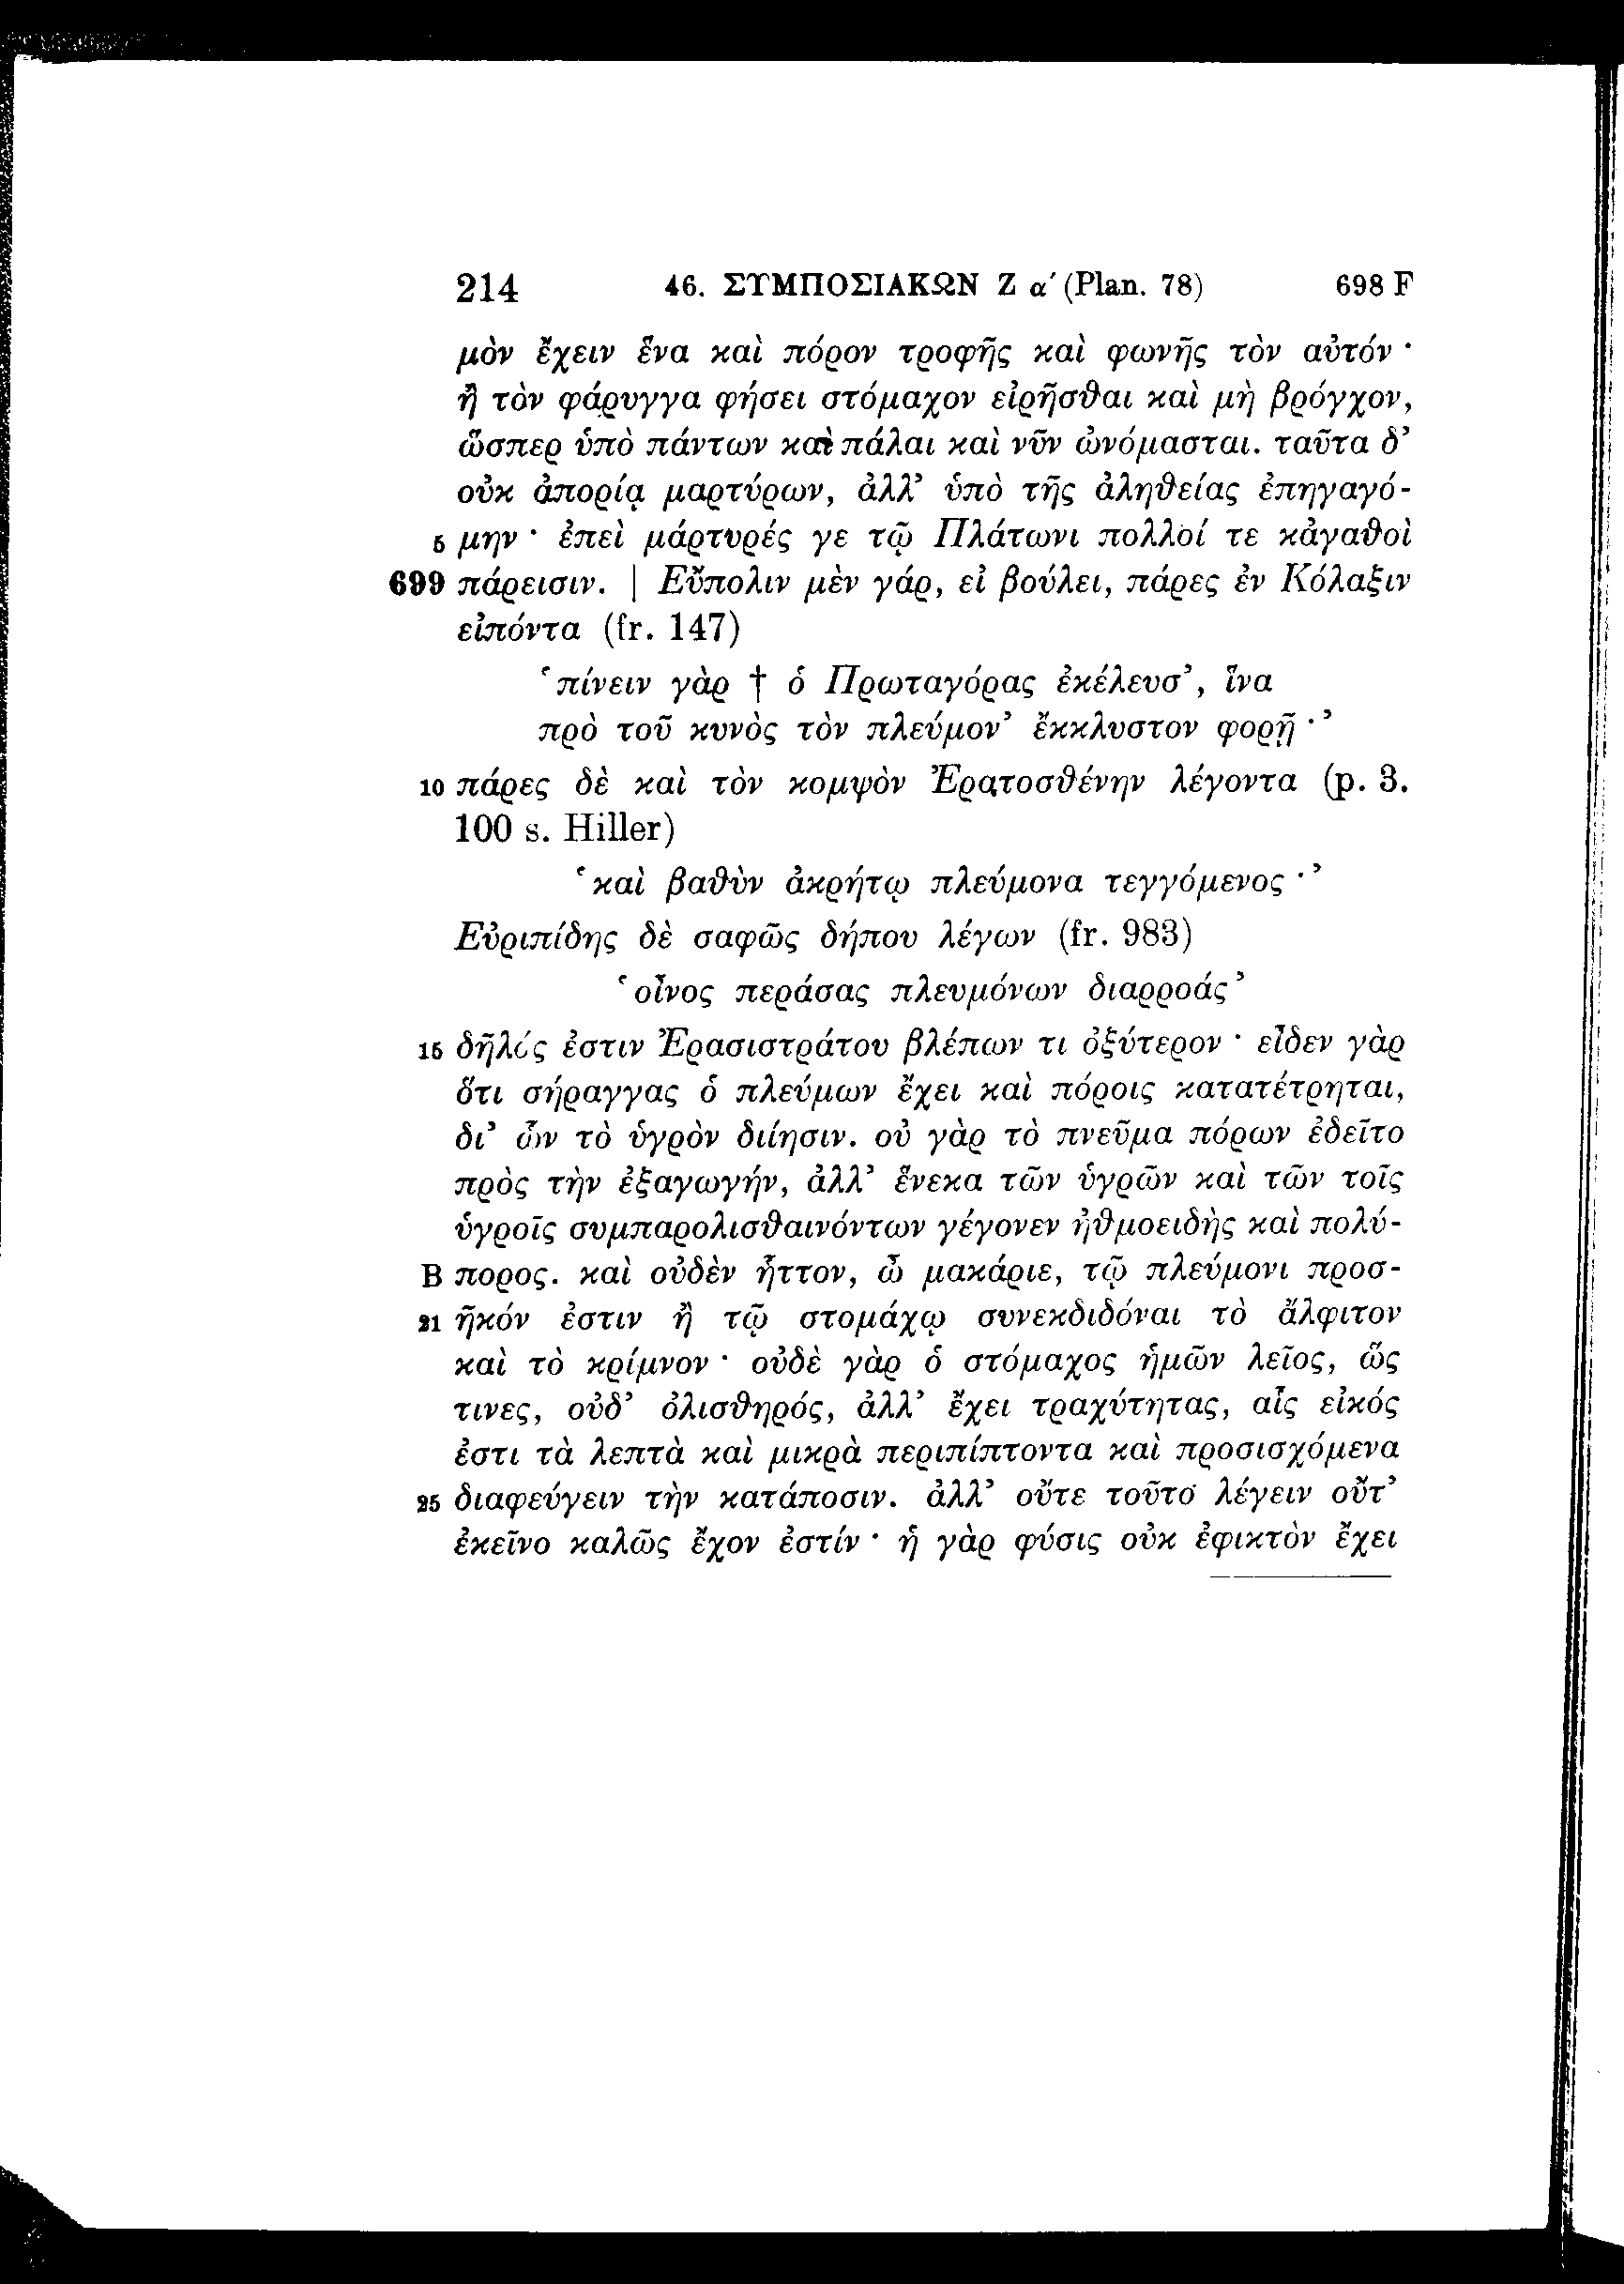 214 46. ΣΥΜΠΟΣΙΑΚΩΝ Ζ α′ (Plan. 78) 698 F
μὸν ἔχειν ἕνα καὶ πόρον τροφῆς καὶ φωνῆς τὸν αὐτόν ·
ἢ τὸν φάρυγγα φήσει στόμαχον εἰρῆσθαι καὶ μὴ βρόγχον,
ὥσπερ ὑπὸ πάντων καὶ πάλαι καὶ νῦν ὠνόμασται. ταῦτα δ’
οὐκ ἀπορίᾳ μαρτύρων, ἀλλ’ ὑπὸ τῆς ἀληθείας ἐπηγαγό-
5 μην · ἐπεὶ μάρτυρές γε τῷ Πλάτωνι πολλοί τε κἀγαθοὶ
699 πάρεισιν. | Εὔπολιν μὲν γάρ, εἰ βούλει, πάρες ἐν Κόλαξιν
εἰπόντα (fr. 147)
‘πίνειν γὰρ † ὁ Πρωταγόρας ἐκέλευσ’, ἵνα
πρὸ τοῦ κυνὸς τὸν πλεύμον’ ἔκκλυστον φορῇ ·’
10 πάρες δὲ καὶ τὸν κομψὸν Ἐρατοσθένην λέγοντα (p. 3.
100 s. Hiller)
‘καὶ βαθὺν ἀκρήτῳ πλεύμονα τεγγόμενος ·’
Εὐριπίδης δὲ σαφῶς δήπου λέγων (fr. 983)
‘οἶνος περάσας πλευμόνων διαρροάς’
15 δῆλός ἐστιν Ἐρασιστράτου βλέπων τι ὀξύτερον · εἶδεν γὰρ
ὅτι σήραγγας ὁ πλεύμων ἔχει καὶ πόροις κατατέτρηται,
δι’ ὧν τὸ ὑγρὸν διίησιν. οὐ γὰρ τὸ πνεῦμα πόρων ἐδεῖτο
πρὸς τὴν ἐξαγωγήν, ἀλλ’ ἕνεκα τῶν ὑγρῶν καὶ τῶν τοῖς
ὑγροῖς συμπαρολισθαινόντων γέγονεν ἠθμοειδὴς καὶ πολύ-
B πορος. καὶ οὐδὲν ἧττον, ὦ μακάριε, τῷ πλεύμονι προσ-
21 ῆκόν ἐστιν ἢ τῷ στομάχῳ συνεκδιδόναι τὸ ἄλφιτον
καὶ τὸ κρίμνον · οὐδὲ γὰρ ὁ στόμαχος ἡμῶν λεῖος, ὥς
τινες, οὐδ’ ὀλισθηρός, ἀλλ’ ἔχει τραχύτητας, αἷς εἰκός
ἐστι τὰ λεπτὰ καὶ μικρὰ περιπίπτοντα καὶ προσισχόμενα
25 διαφεύγειν τὴν κατάποσιν. ἀλλ’ οὔτε τοῦτο λέγειν οὔτ’
ἐκεῖνο καλῶς ἔχον ἐστίν · ἡ γὰρ φύσις οὐκ ἐφικτὸν ἔχει